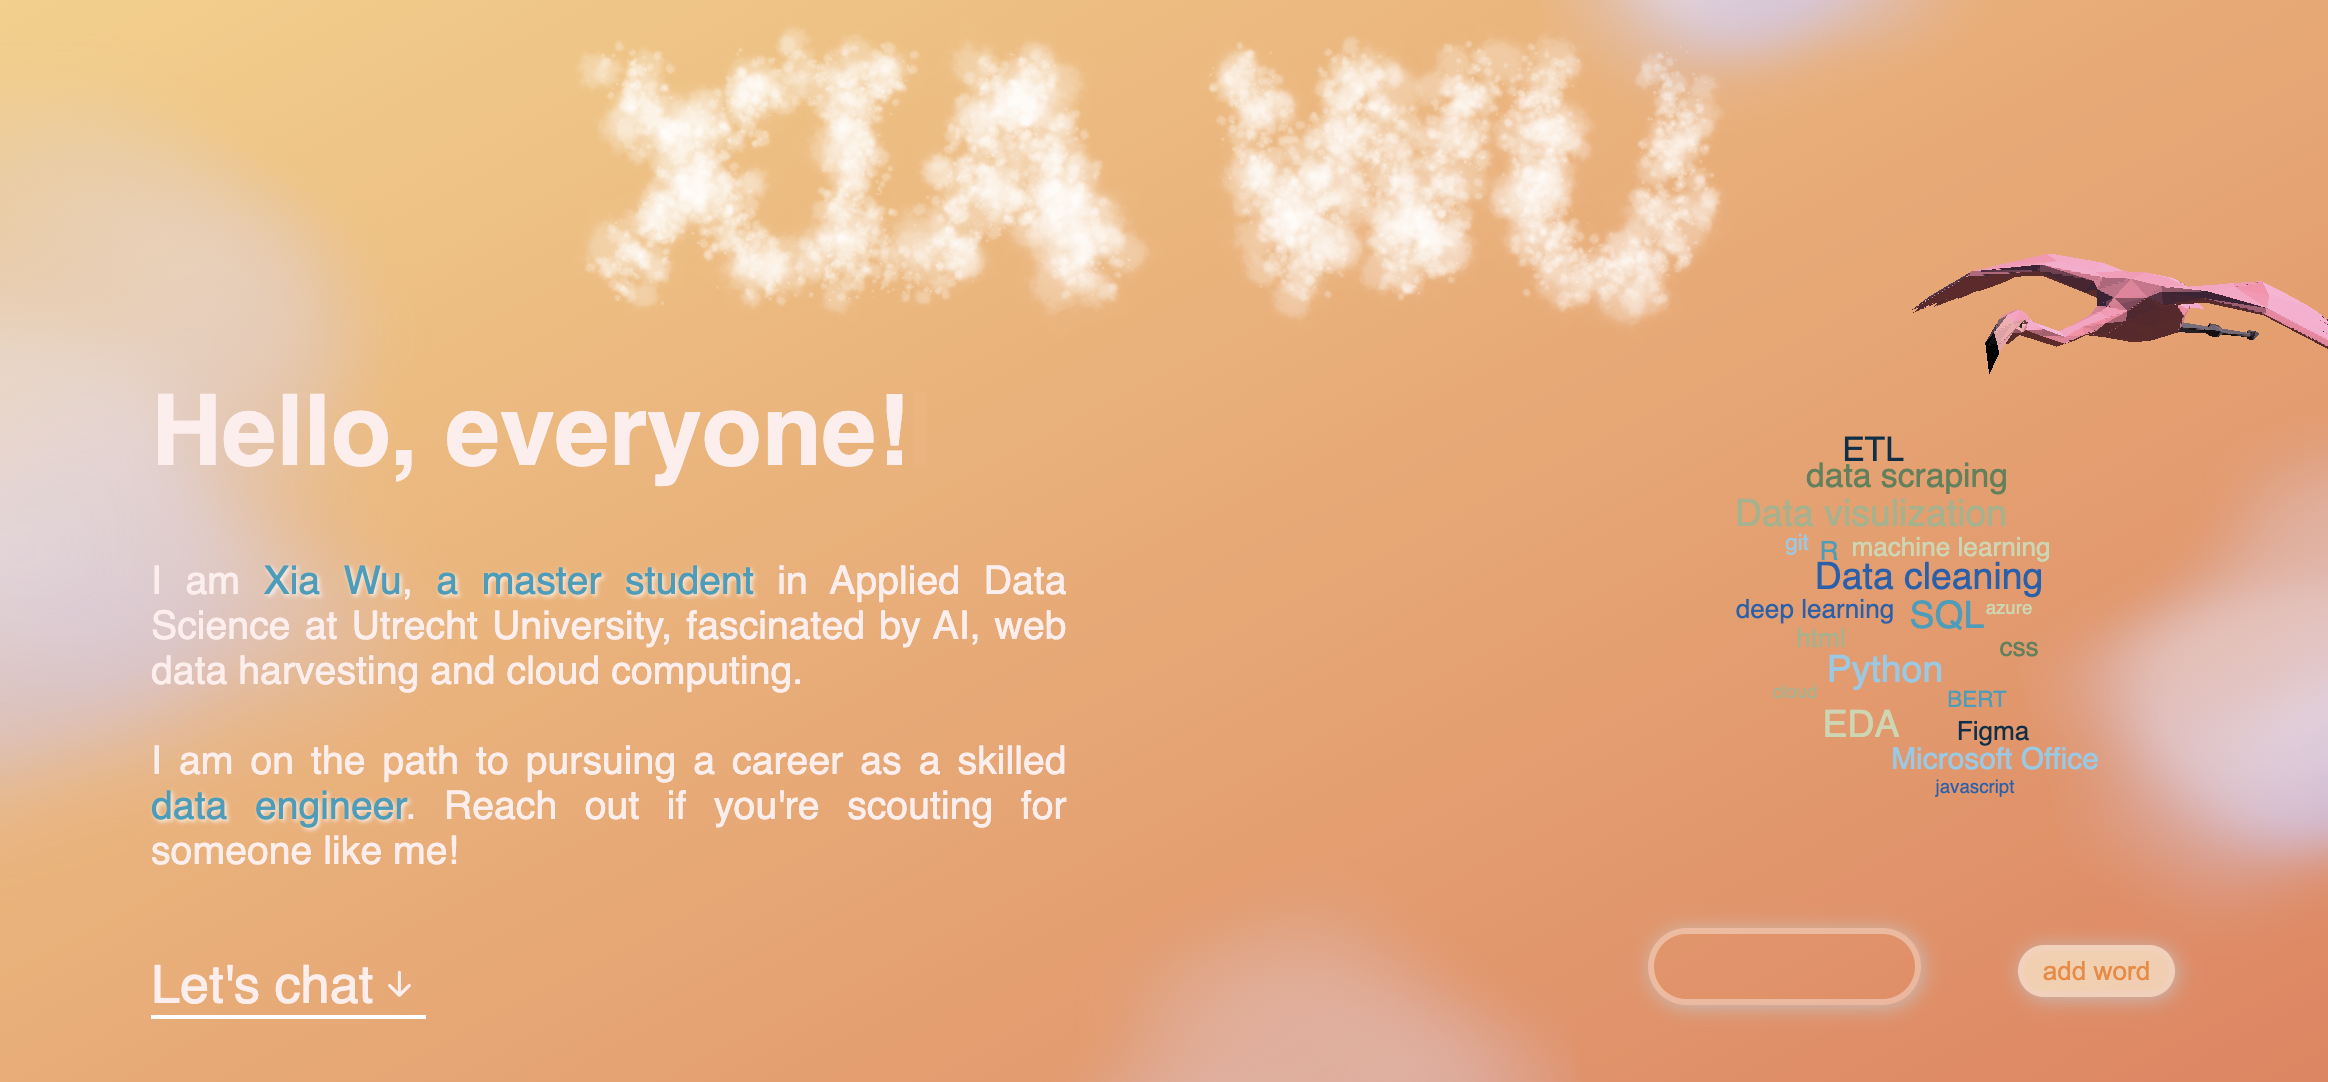 XIA WU
Hello, everyone!
I am Xia Wu, a master student in Applied Data
Science at Utrecht University, fascinated by AI, web
data harvesting and cloud computing.
I am on the path to pursuing a career as a skilled
data engineer. Reach out if you're scouting for
someone like me!
Let's chat ↓
ETL
data scraping
Data visulization
git R machine learning
Data cleaning
deep learning SQL azure
html css
Python
cloud BERT
EDA Figma
Microsoft Office
javascript
add word